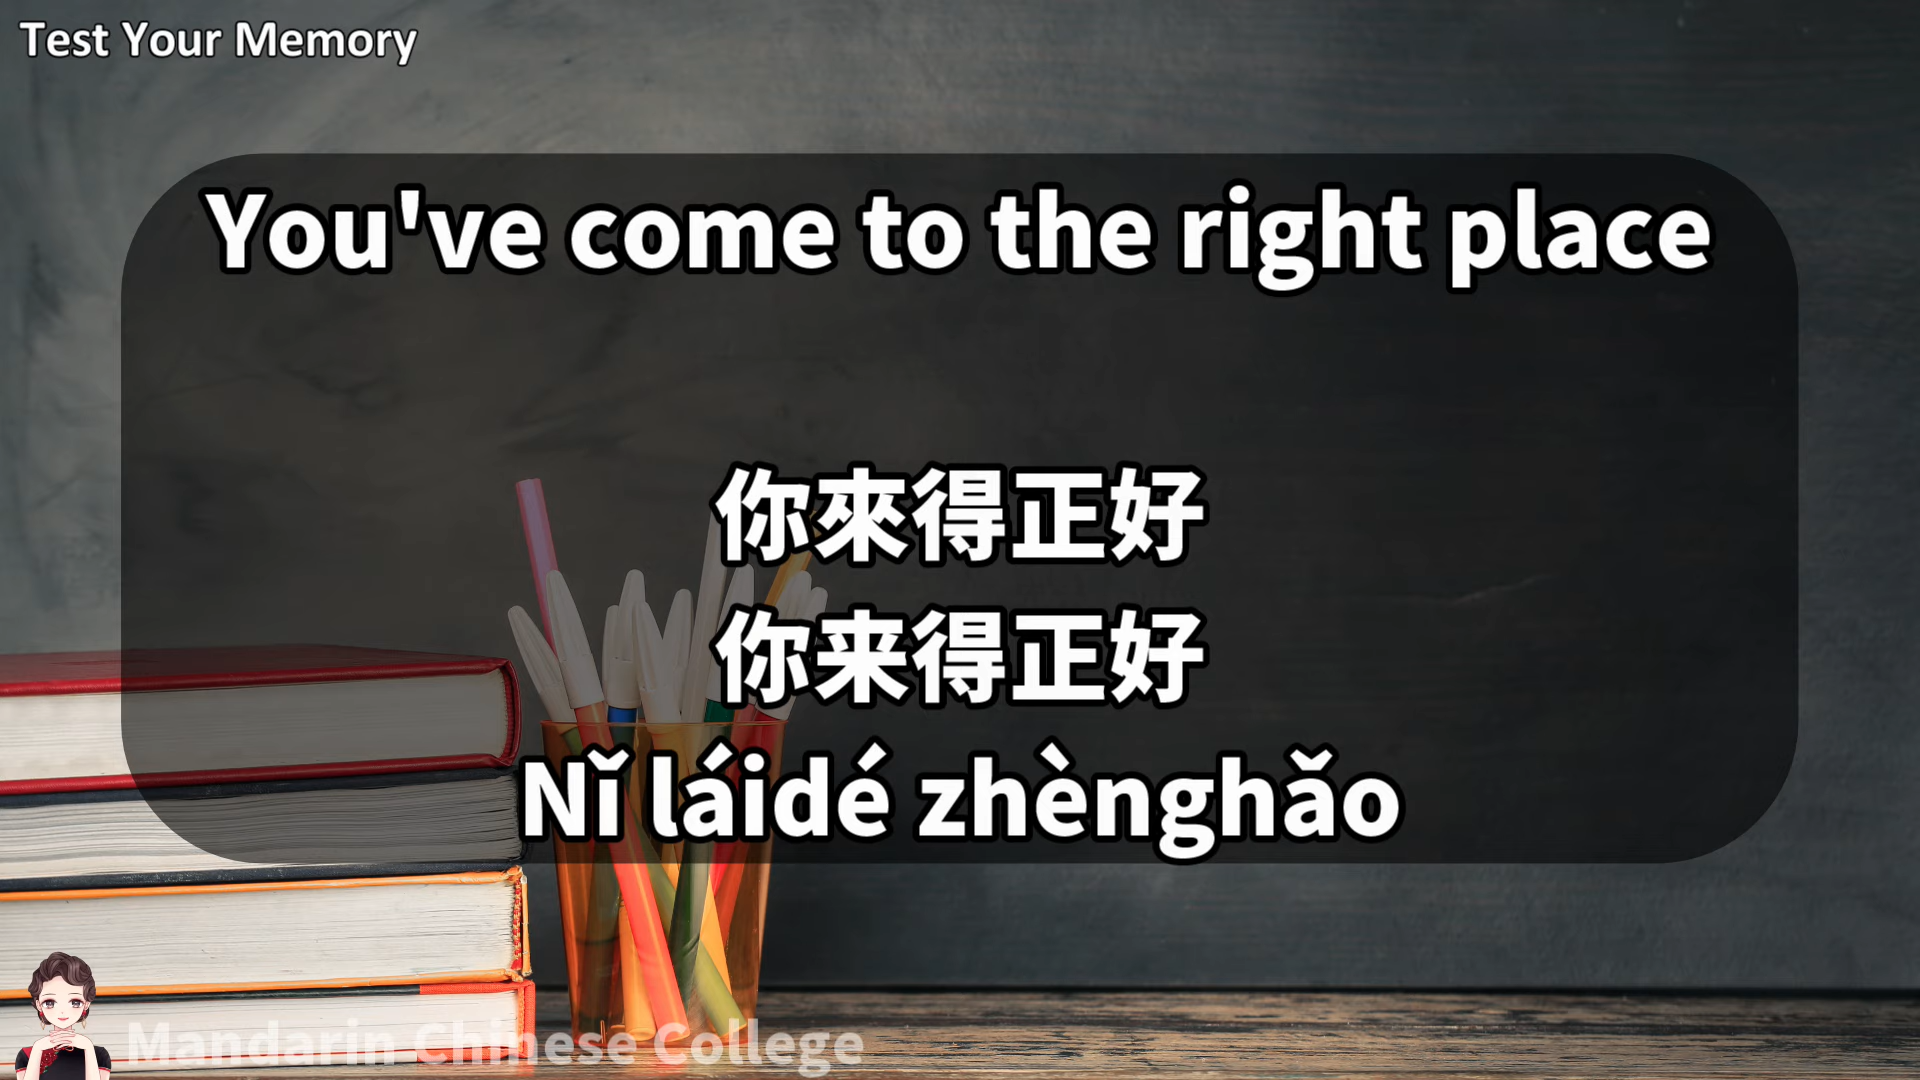 Test Your Memory
You've come to the right place
你來得正好
你来得正好
Nǐ láidé zhènghǎo
Mandarin Chinese College